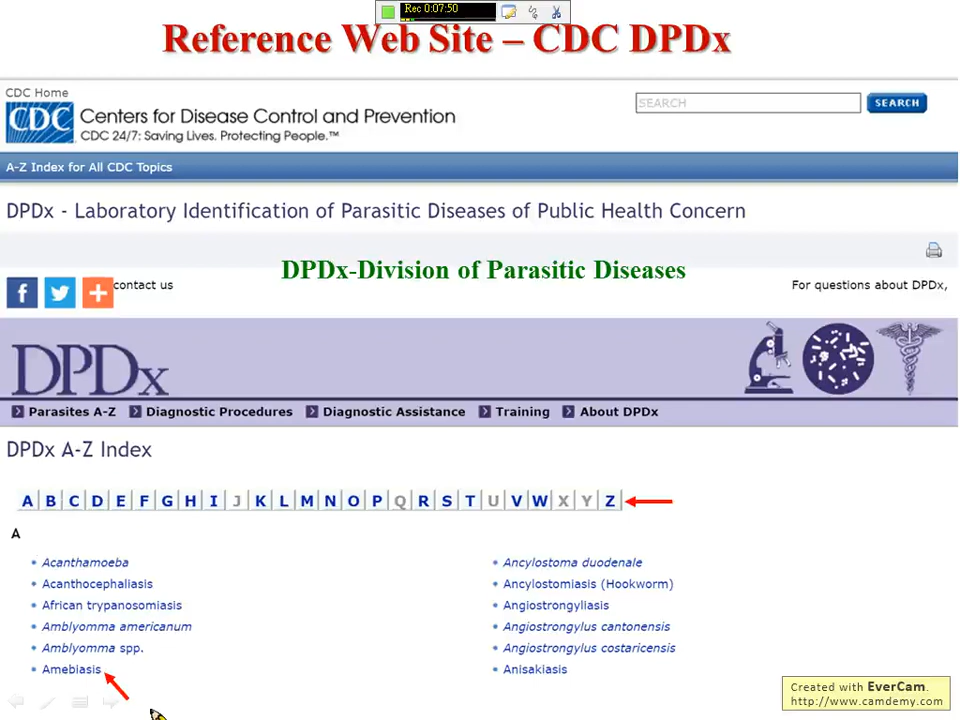 Rec 0:07:50
Reference Web Site – CDC DPDx
CDC Home
CDC
Centers for Disease Control and Prevention
CDC 24/7: Saving Lives. Protecting People.™
SEARCH
SEARCH
A-Z Index for All CDC Topics
DPDx - Laboratory Identification of Parasitic Diseases of Public Health Concern
DPDx-Division of Parasitic Diseases
contact us
For questions about DPDx,
DPDx
Parasites A-Z Diagnostic Procedures Diagnostic Assistance Training About DPDx
DPDx A-Z Index
A B C D E F G H I J K L M N O P Q R S T U V W X Y Z
A
Acanthamoeba
Acanthocephaliasis
African trypanosomiasis
Amblyomma americanum
Amblyomma spp.
Amebiasis
Ancylostoma duodenale
Ancylostomiasis (Hookworm)
Angiostrongyliasis
Angiostrongylus cantonensis
Angiostrongylus costaricensis
Anisakiasis
Created with EverCam.
http://www.camdemy.com